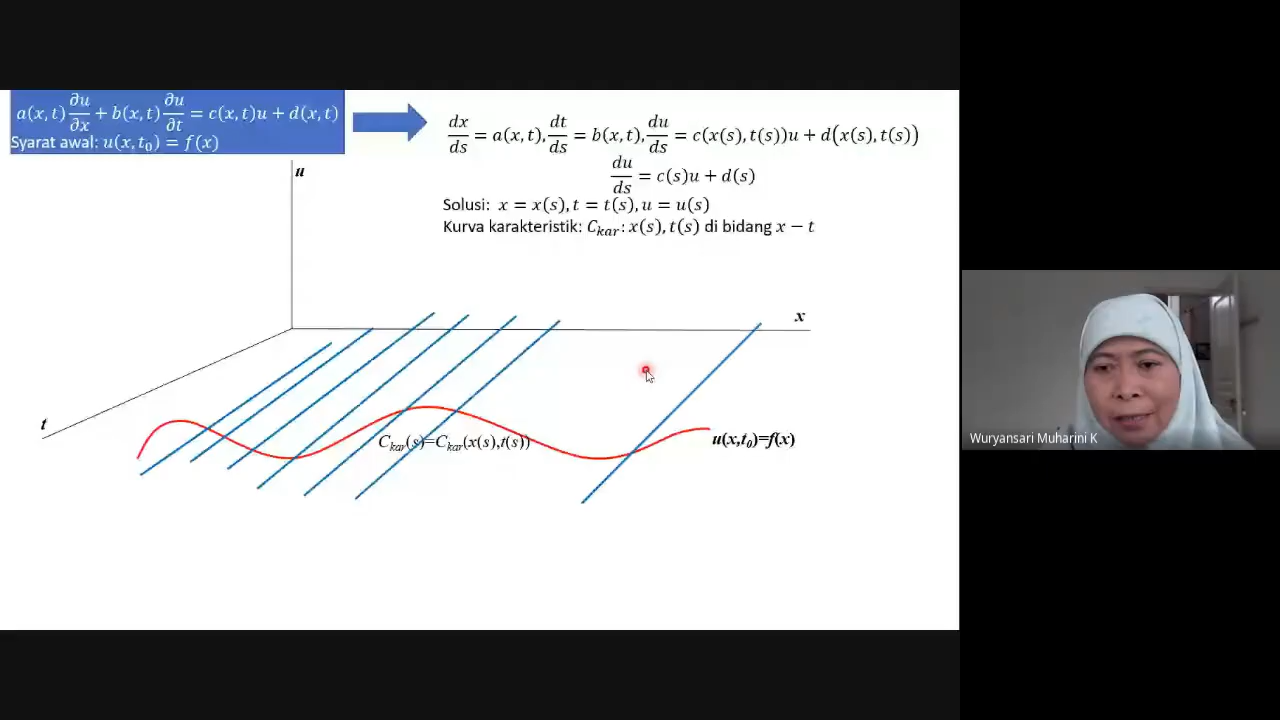 a(x,t) ∂u/∂x + b(x,t) ∂u/∂t = c(x,t)u + d(x,t)
Syarat awal: u(x,t₀) = f(x)
dx/ds = a(x,t), dt/ds = b(x,t), du/ds = c(x(s),t(s))u + d(x(s),t(s))
du/ds = c(s)u + d(s)
Solusi: x = x(s), t = t(s), u = u(s)
Kurva karakteristik: C_kar: x(s), t(s) di bidang x − t
u
x
t
C_kar(s)=C_kar(x(s),t(s))
u(x,t₀)=f(x)
Wuryansari Muharini K